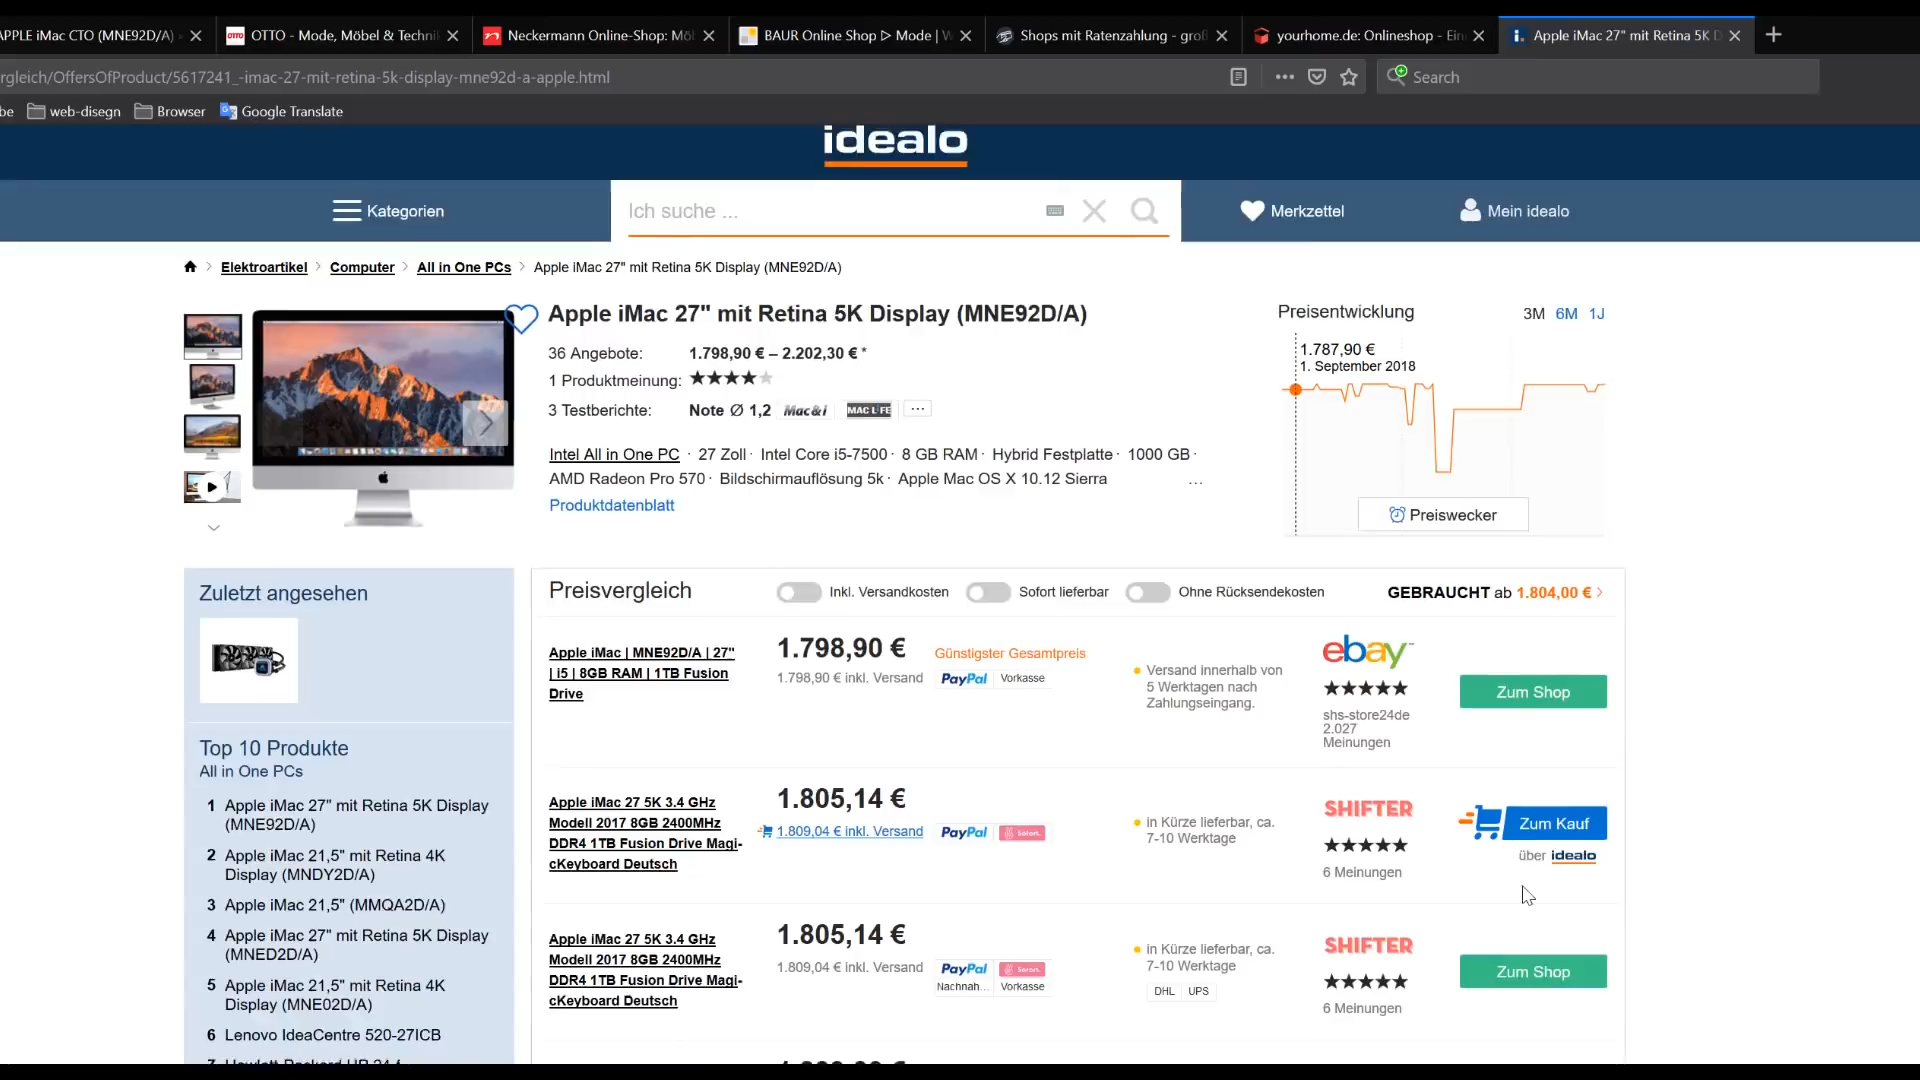 APPLE iMac CTO (MNE92D/A)
OTTO - Mode, Möbel & Techni
Neckermann Online-Shop: Mö
BAUR Online Shop ▷ Mode | W
Shops mit Ratenzahlung - groß
yourhome.de: Onlineshop - Ein
Apple iMac 27" mit Retina 5K D
rgleich/OffersOfProduct/5617241_-imac-27-mit-retina-5k-display-mne92d-a-apple.html
Search
be
web-disegn
Browser
Google Translate
idealo
Kategorien
Ich suche ...
Merkzettel
Mein idealo
Elektroartikel > Computer > All in One PCs > Apple iMac 27" mit Retina 5K Display (MNE92D/A)
Apple iMac 27" mit Retina 5K Display (MNE92D/A)
36 Angebote: 1.798,90 € – 2.202,30 € *
1 Produktmeinung:
3 Testberichte: Note Ø 1,2 Mac&i MAC LIFE ...
Intel All in One PC · 27 Zoll · Intel Core i5-7500 · 8 GB RAM · Hybrid Festplatte · 1000 GB ·
AMD Radeon Pro 570 · Bildschirmauflösung 5k · Apple Mac OS X 10.12 Sierra ...
Produktdatenblatt
Preisentwicklung
3M 6M 1J
1.787,90 €
1. September 2018
Preiswecker
Zuletzt angesehen
Top 10 Produkte
All in One PCs
1 Apple iMac 27" mit Retina 5K Display
(MNE92D/A)
2 Apple iMac 21,5" mit Retina 4K
Display (MNDY2D/A)
3 Apple iMac 21,5" (MMQA2D/A)
4 Apple iMac 27" mit Retina 5K Display
(MNED2D/A)
5 Apple iMac 21,5" mit Retina 4K
Display (MNE02D/A)
6 Lenovo IdeaCentre 520-27ICB
Preisvergleich
Inkl. Versandkosten
Sofort lieferbar
Ohne Rücksendekosten
GEBRAUCHT ab 1.804,00 € >
Apple iMac | MNE92D/A | 27"
| i5 | 8GB RAM | 1TB Fusion
Drive
1.798,90 €
1.798,90 € inkl. Versand
Günstigster Gesamtpreis
PayPal Vorkasse
Versand innerhalb von
5 Werktagen nach
Zahlungseingang.
ebay
shs-store24de
2.027
Meinungen
Zum Shop
Apple iMac 27 5K 3.4 GHz
Modell 2017 8GB 2400MHz
DDR4 1TB Fusion Drive Magi-
cKeyboard Deutsch
1.805,14 €
1.809,04 € inkl. Versand
PayPal Sofort.
in Kürze lieferbar, ca.
7-10 Werktage
SHIFTER
6 Meinungen
Zum Kauf
über idealo
Apple iMac 27 5K 3.4 GHz
Modell 2017 8GB 2400MHz
DDR4 1TB Fusion Drive Magi-
cKeyboard Deutsch
1.805,14 €
1.809,04 € inkl. Versand
PayPal Sofort.
Nachnah... Vorkasse
in Kürze lieferbar, ca.
7-10 Werktage
DHL UPS
SHIFTER
6 Meinungen
Zum Shop